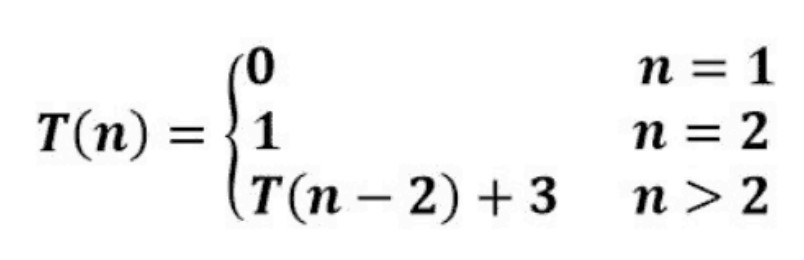 0 n = 1
T(n) = { 1 n = 2
T(n − 2) + 3 n > 2